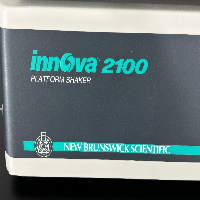 innOva 2100
PLATFORM SHAKER
NEW BRUNSWICK SCIENTIFIC